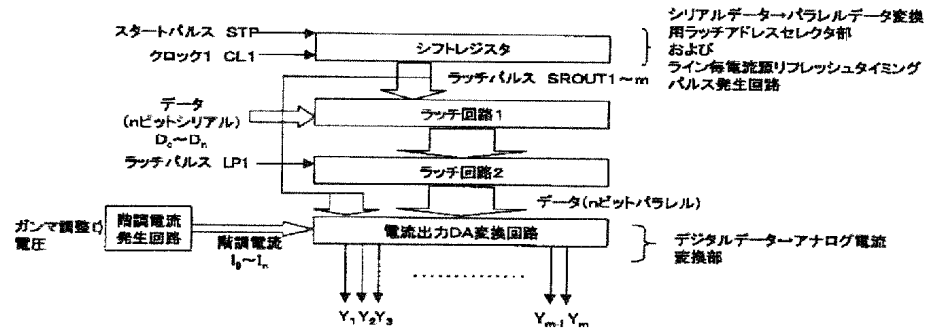 スタートパルス STP
クロック1 CL1
シフトレジスタ
シリアルデータ→パラレルデータ変換
用ラッチアドレスセレクタ部
および
ライン毎電流源リフレッシュタイミング
パルス発生回路
ラッチパルス SROUT1～m
データ
(nビットシリアル)
D₀～Dₙ
ラッチ回路1
ラッチパルス LP1
ラッチ回路2
データ(nビットパラレル)
ガンマ調整
電圧
階調電流
発生回路
階調電流
I₀～Iₙ
電流出力DA変換回路
デジタルデータ→アナログ電流
変換部
Y₁ Y₂ Y₃
Yₘ₋₁ Yₘ